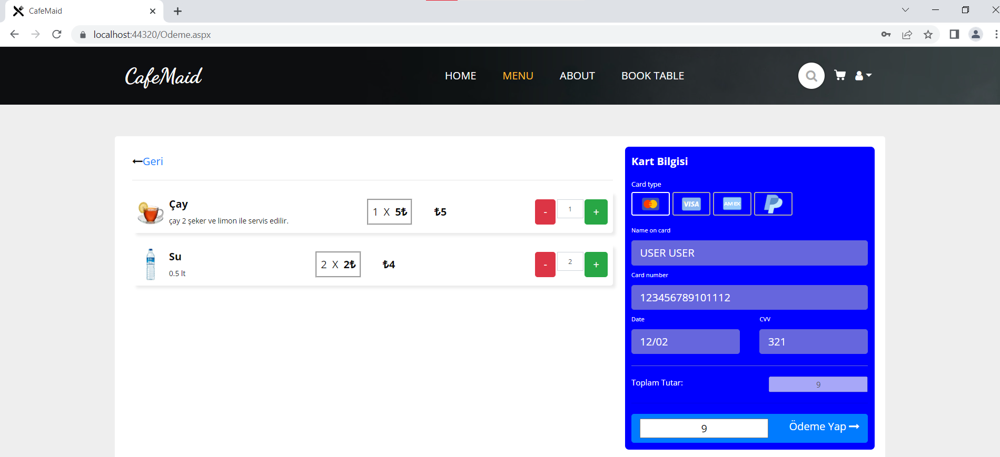 CafeMaid
localhost:44320/Odeme.aspx
CafeMaid
HOME MENU ABOUT BOOK TABLE
Geri
Çay
çay 2 şeker ve limon ile servis edilir.
1 X 5₺ ₺5
- 1 +
Su
0.5 lt
2 X 2₺ ₺4
- 2 +
Kart Bilgisi
Card type
VISA AMEX
Name on card
USER USER
Card number
123456789101112
Date CVV
12/02 321
Toplam Tutar: 9
9 Ödeme Yap